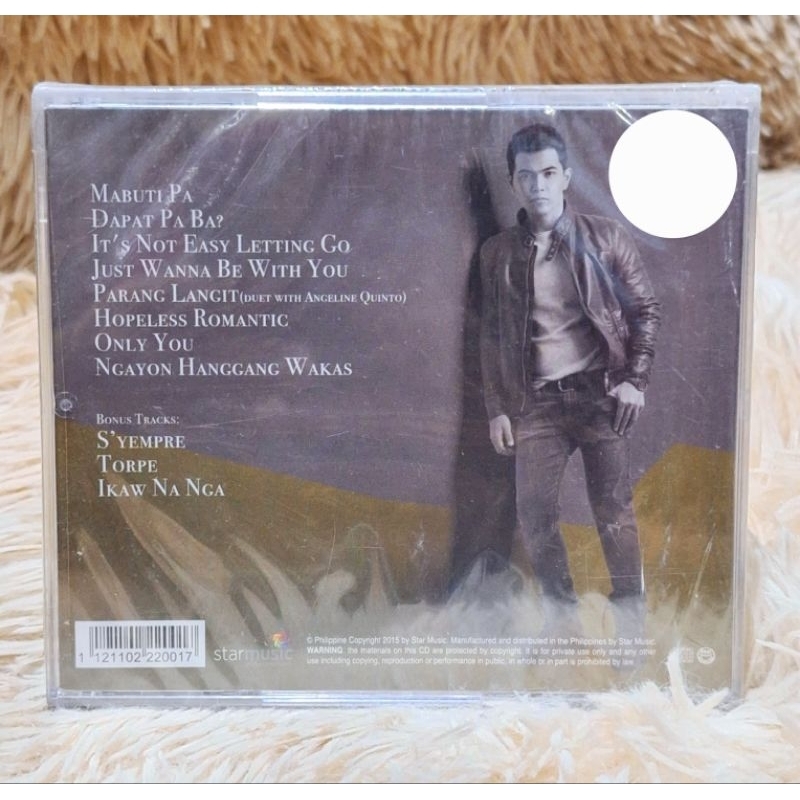 MABUTI PA
DAPAT PA BA?
IT'S NOT EASY LETTING GO
JUST WANNA BE WITH YOU
PARANG LANGIT (DUET WITH ANGELINE QUINTO)
HOPELESS ROMANTIC
ONLY YOU
NGAYON HANGGANG WAKAS
BONUS TRACKS:
S'YEMPRE
TORPE
IKAW NA NGA
1 121102 220017
starmusic
© Philippine Copyright 2015 by Star Music. Manufactured and distributed in the Philippines by Star Music.
WARNING: the materials on this CD are protected by copyright. It is for private use only and any other
use including copying, reproduction or performance in public, in whole or in part is prohibited by law.